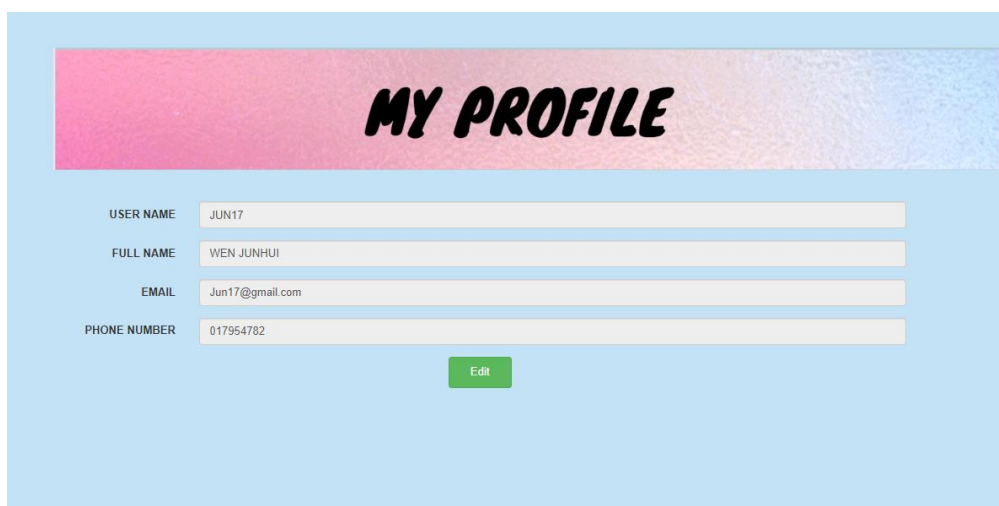 MY PROFILE
USER NAME JUN17
FULL NAME WEN JUNHUI
EMAIL Jun17@gmail.com
PHONE NUMBER 017954782
Edit